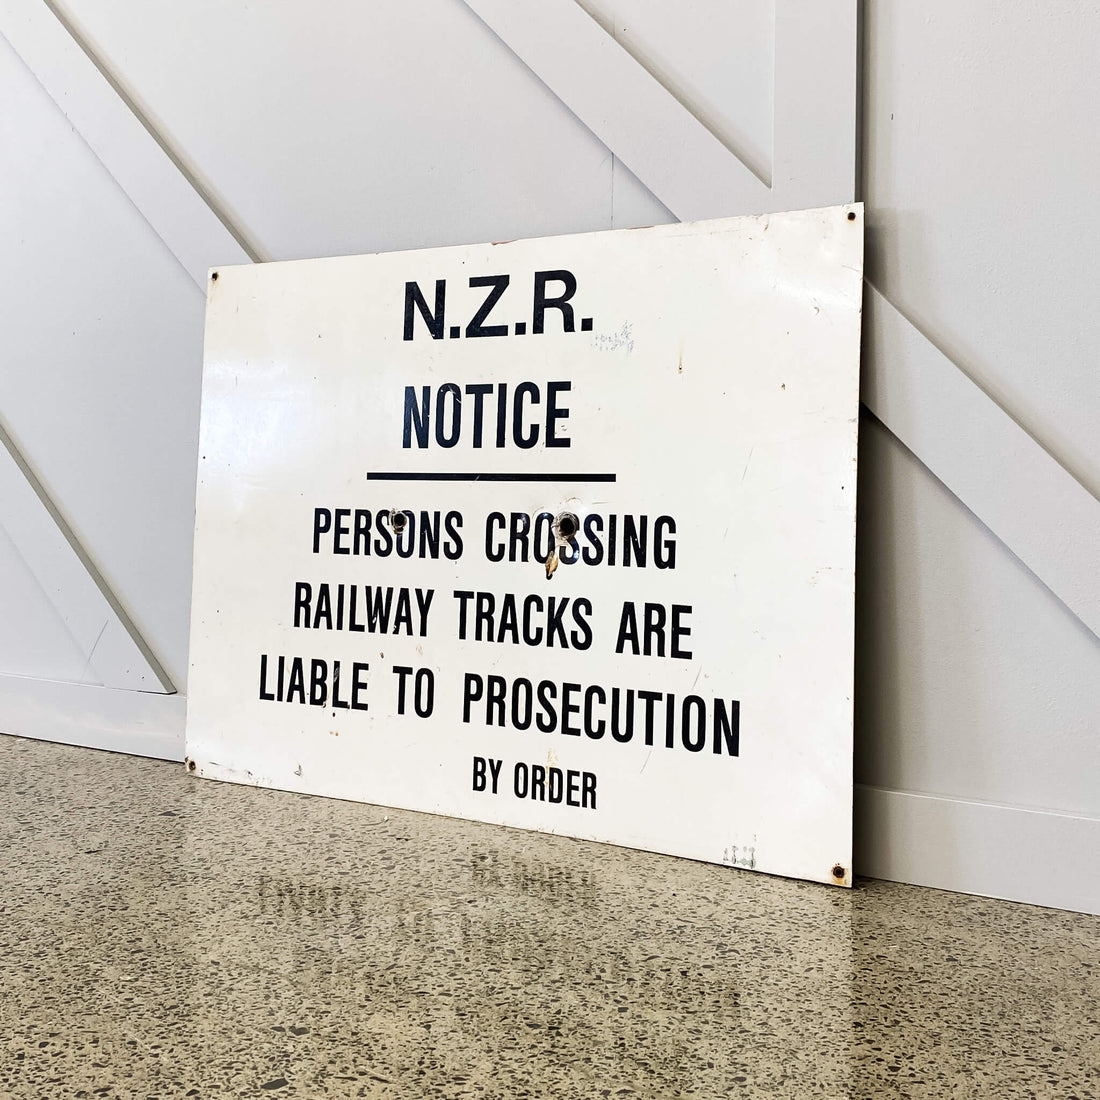 N.Z.R.
NOTICE
PERSONS CROSSING
RAILWAY TRACKS ARE
LIABLE TO PROSECUTION
BY ORDER